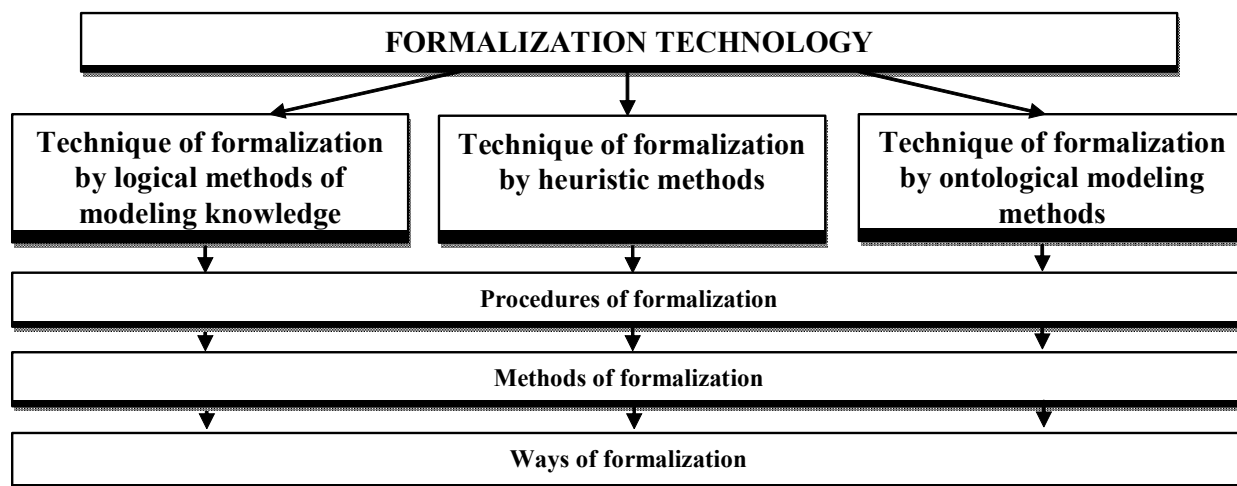 FORMALIZATION TECHNOLOGY
Technique of formalization
by logical methods of
modeling knowledge
Technique of formalization
by heuristic methods
Technique of formalization
by ontological modeling
methods
Procedures of formalization
Methods of formalization
Ways of formalization